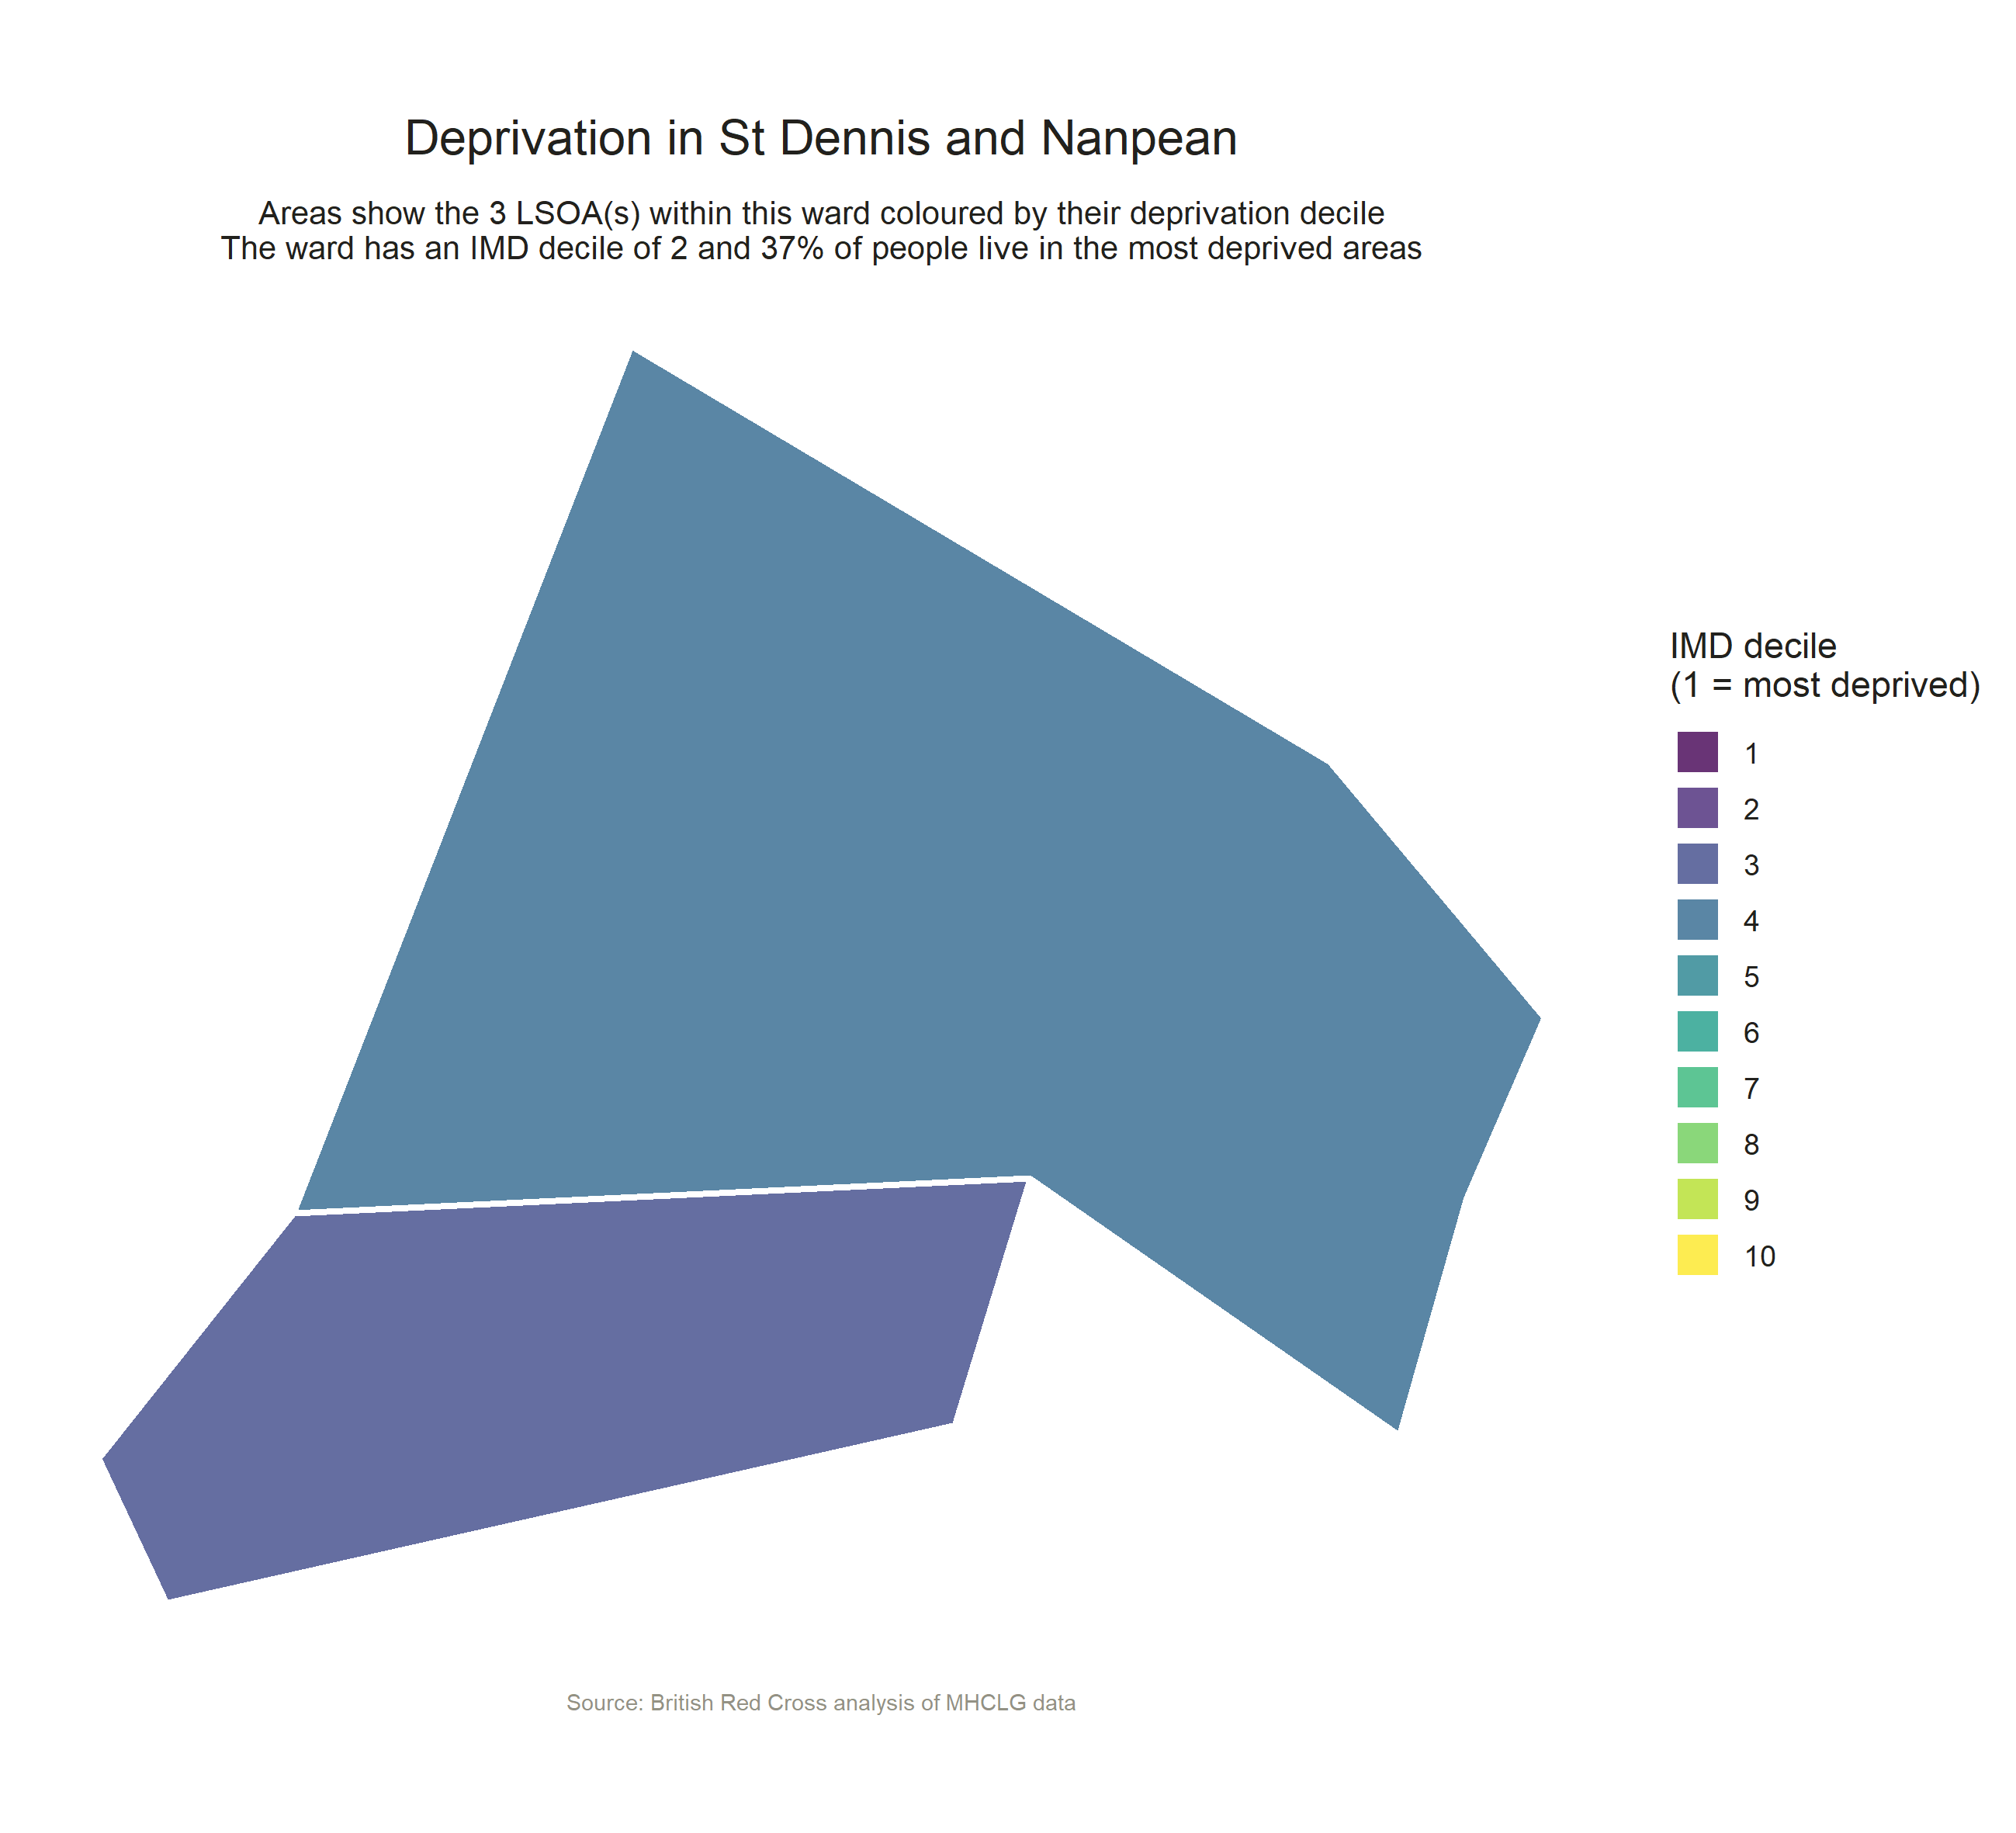 Deprivation in St Dennis and Nanpean
Areas show the 3 LSOA(s) within this ward coloured by their deprivation decile
The ward has an IMD decile of 2 and 37% of people live in the most deprived areas
IMD decile
(1 = most deprived)
1
2
3
4
5
6
7
8
9
10
Source: British Red Cross analysis of MHCLG data